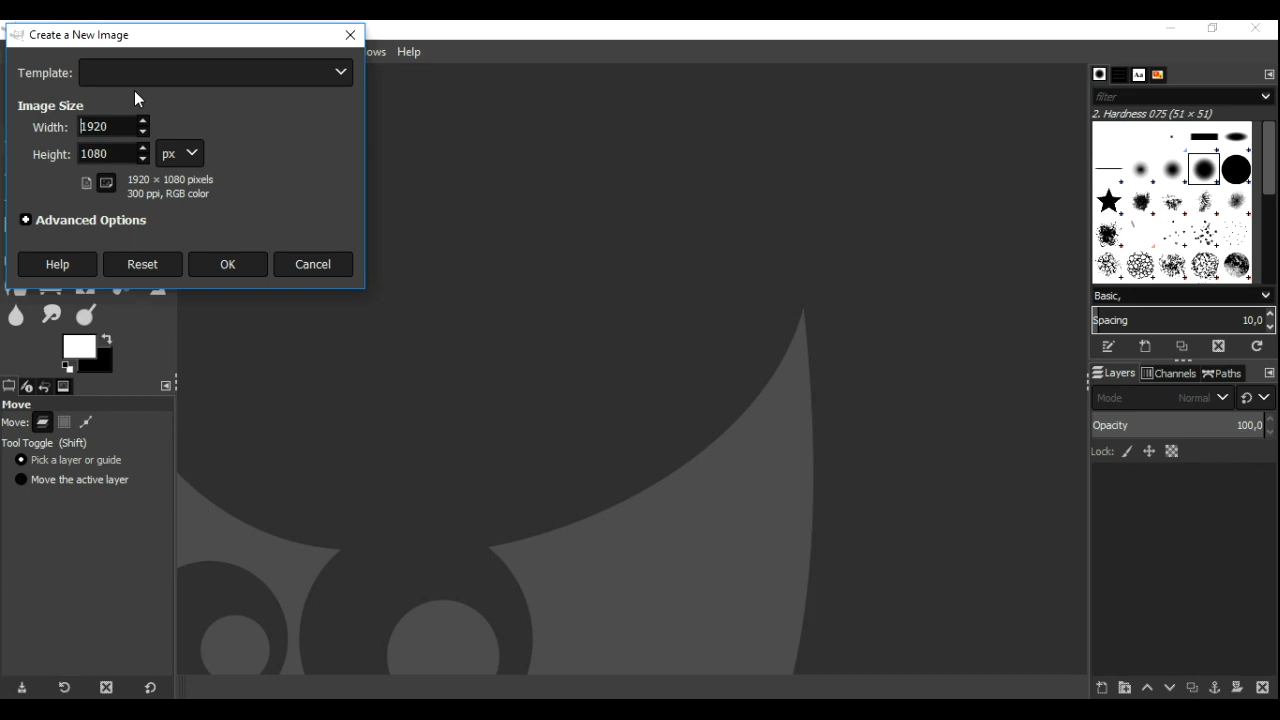 Create a New Image
ows Help
Template:
Image Size
Width: 1920
Height: 1080 px
1920 × 1080 pixels
300 ppi, RGB color
Advanced Options
Help Reset OK Cancel
Move
Move:
Tool Toggle (Shift)
Pick a layer or guide
Move the active layer
Aa
filter
2. Hardness 075 (51 × 51)
Basic,
Spacing 10,0
Layers Channels Paths
Mode Normal
Opacity 100,0
Lock: